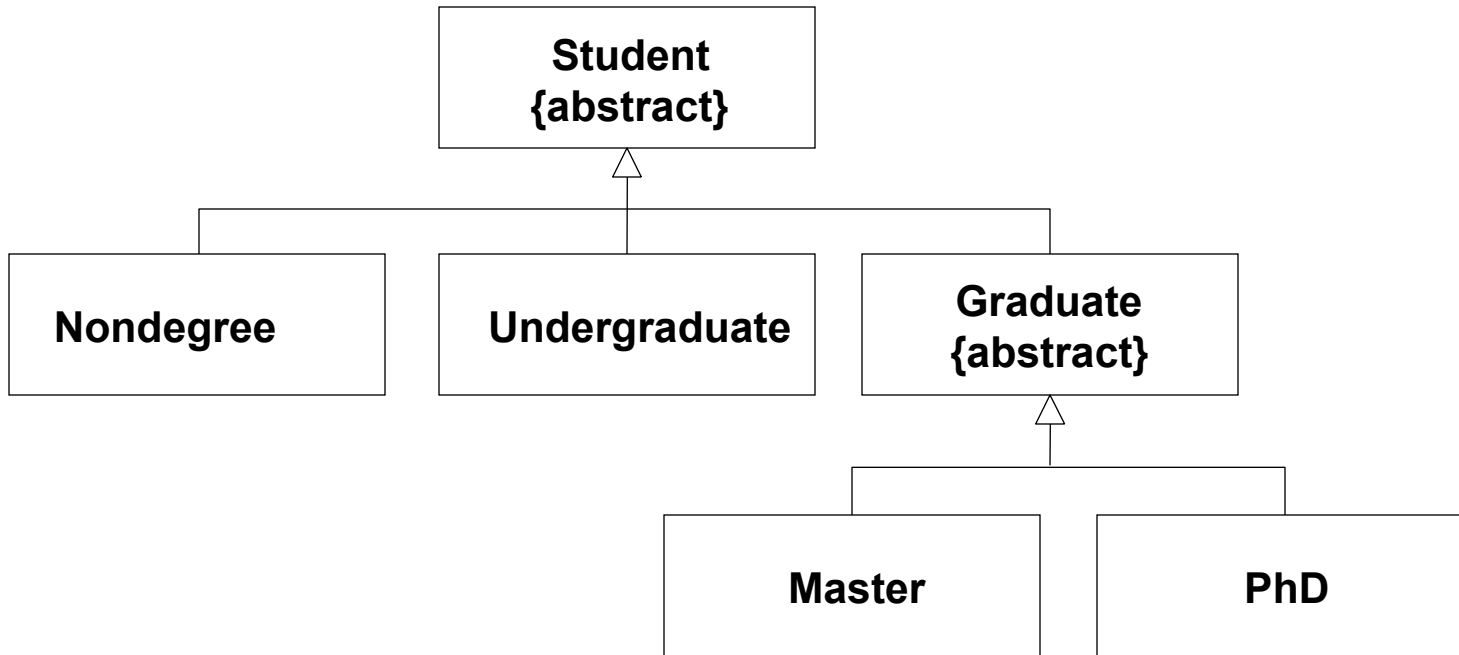 Student
{abstract}
Nondegree
Undergraduate
Graduate
{abstract}
Master
PhD